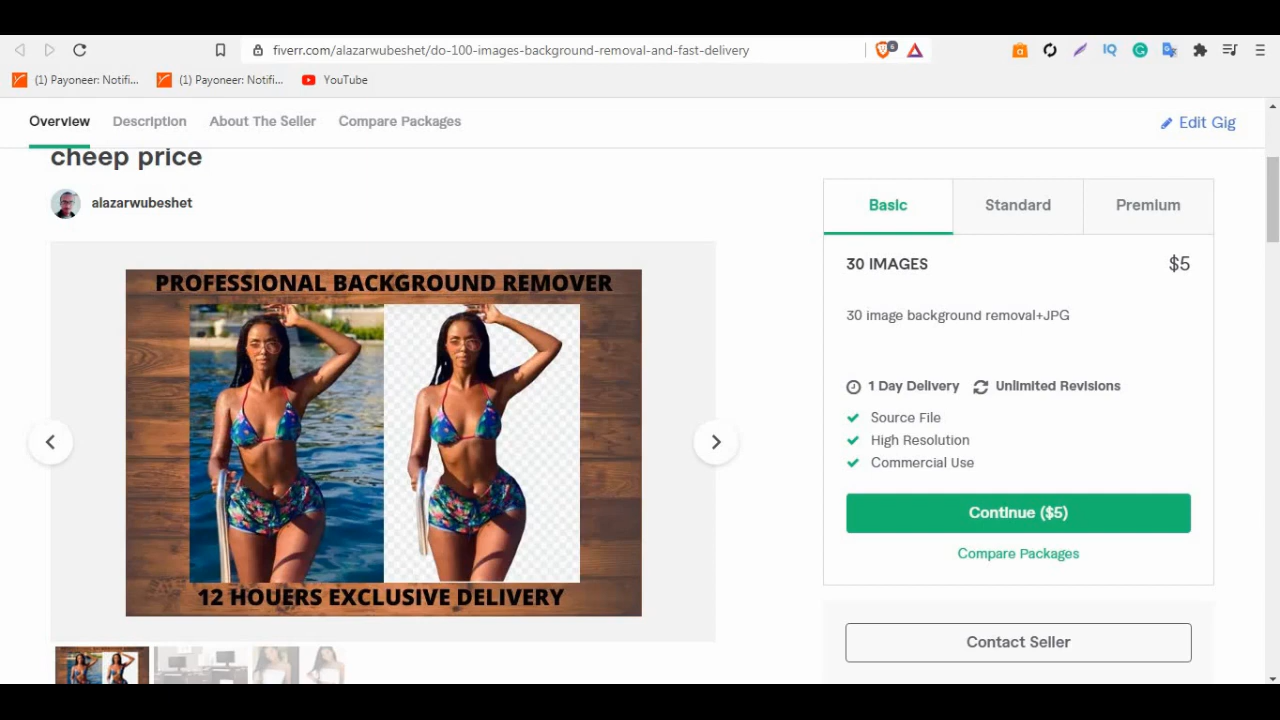 fiverr.com/alazarwubeshet/do-100-images-background-removal-and-fast-delivery
6
IQ
(1) Payoneer: Notifi...
(1) Payoneer: Notifi...
YouTube
Overview
Description
About The Seller
Compare Packages
Edit Gig
cheep price
alazarwubeshet
PROFESSIONAL BACKGROUND REMOVER
12 HOUERS EXCLUSIVE DELIVERY
Basic
Standard
Premium
30 IMAGES
$5
30 image background removal+JPG
1 Day Delivery
Unlimited Revisions
Source File
High Resolution
Commercial Use
Continue ($5)
Compare Packages
Contact Seller